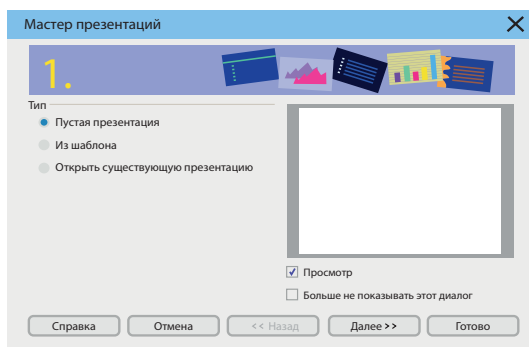 Мастер презентаций
1.
Тип
Пустая презентация
Из шаблона
Открыть существующую презентацию
Просмотр
Больше не показывать этот диалог
Справка
Отмена
<< Назад
Далее >>
Готово